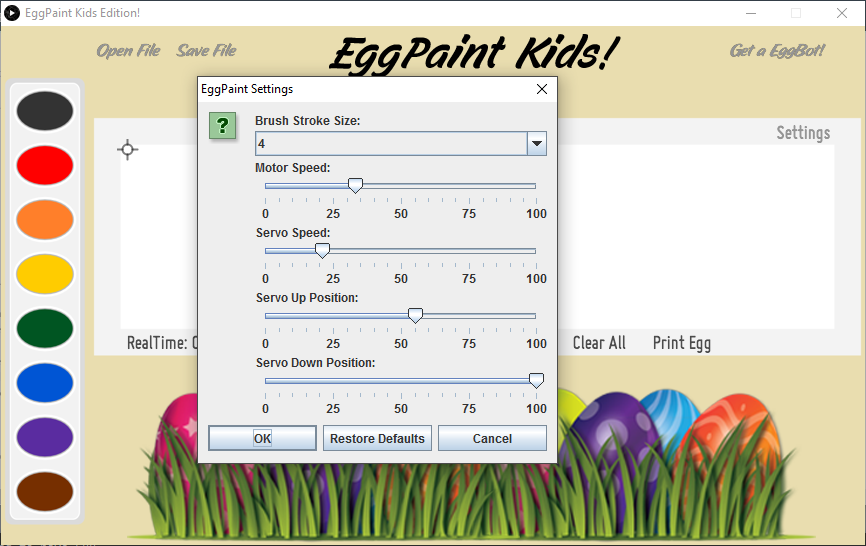 EggPaint Kids Edition!
Open File Save File
EggPaint Kids!
Get a EggBot!
EggPaint Settings
Settings
?
Brush Stroke Size:
4
Motor Speed:
0 25 50 75 100
Servo Speed:
0 25 50 75 100
Servo Up Position:
0 25 50 75 100
RealTime:
Clear All Print Egg
Servo Down Position:
0 25 50 75 100
OK Restore Defaults Cancel